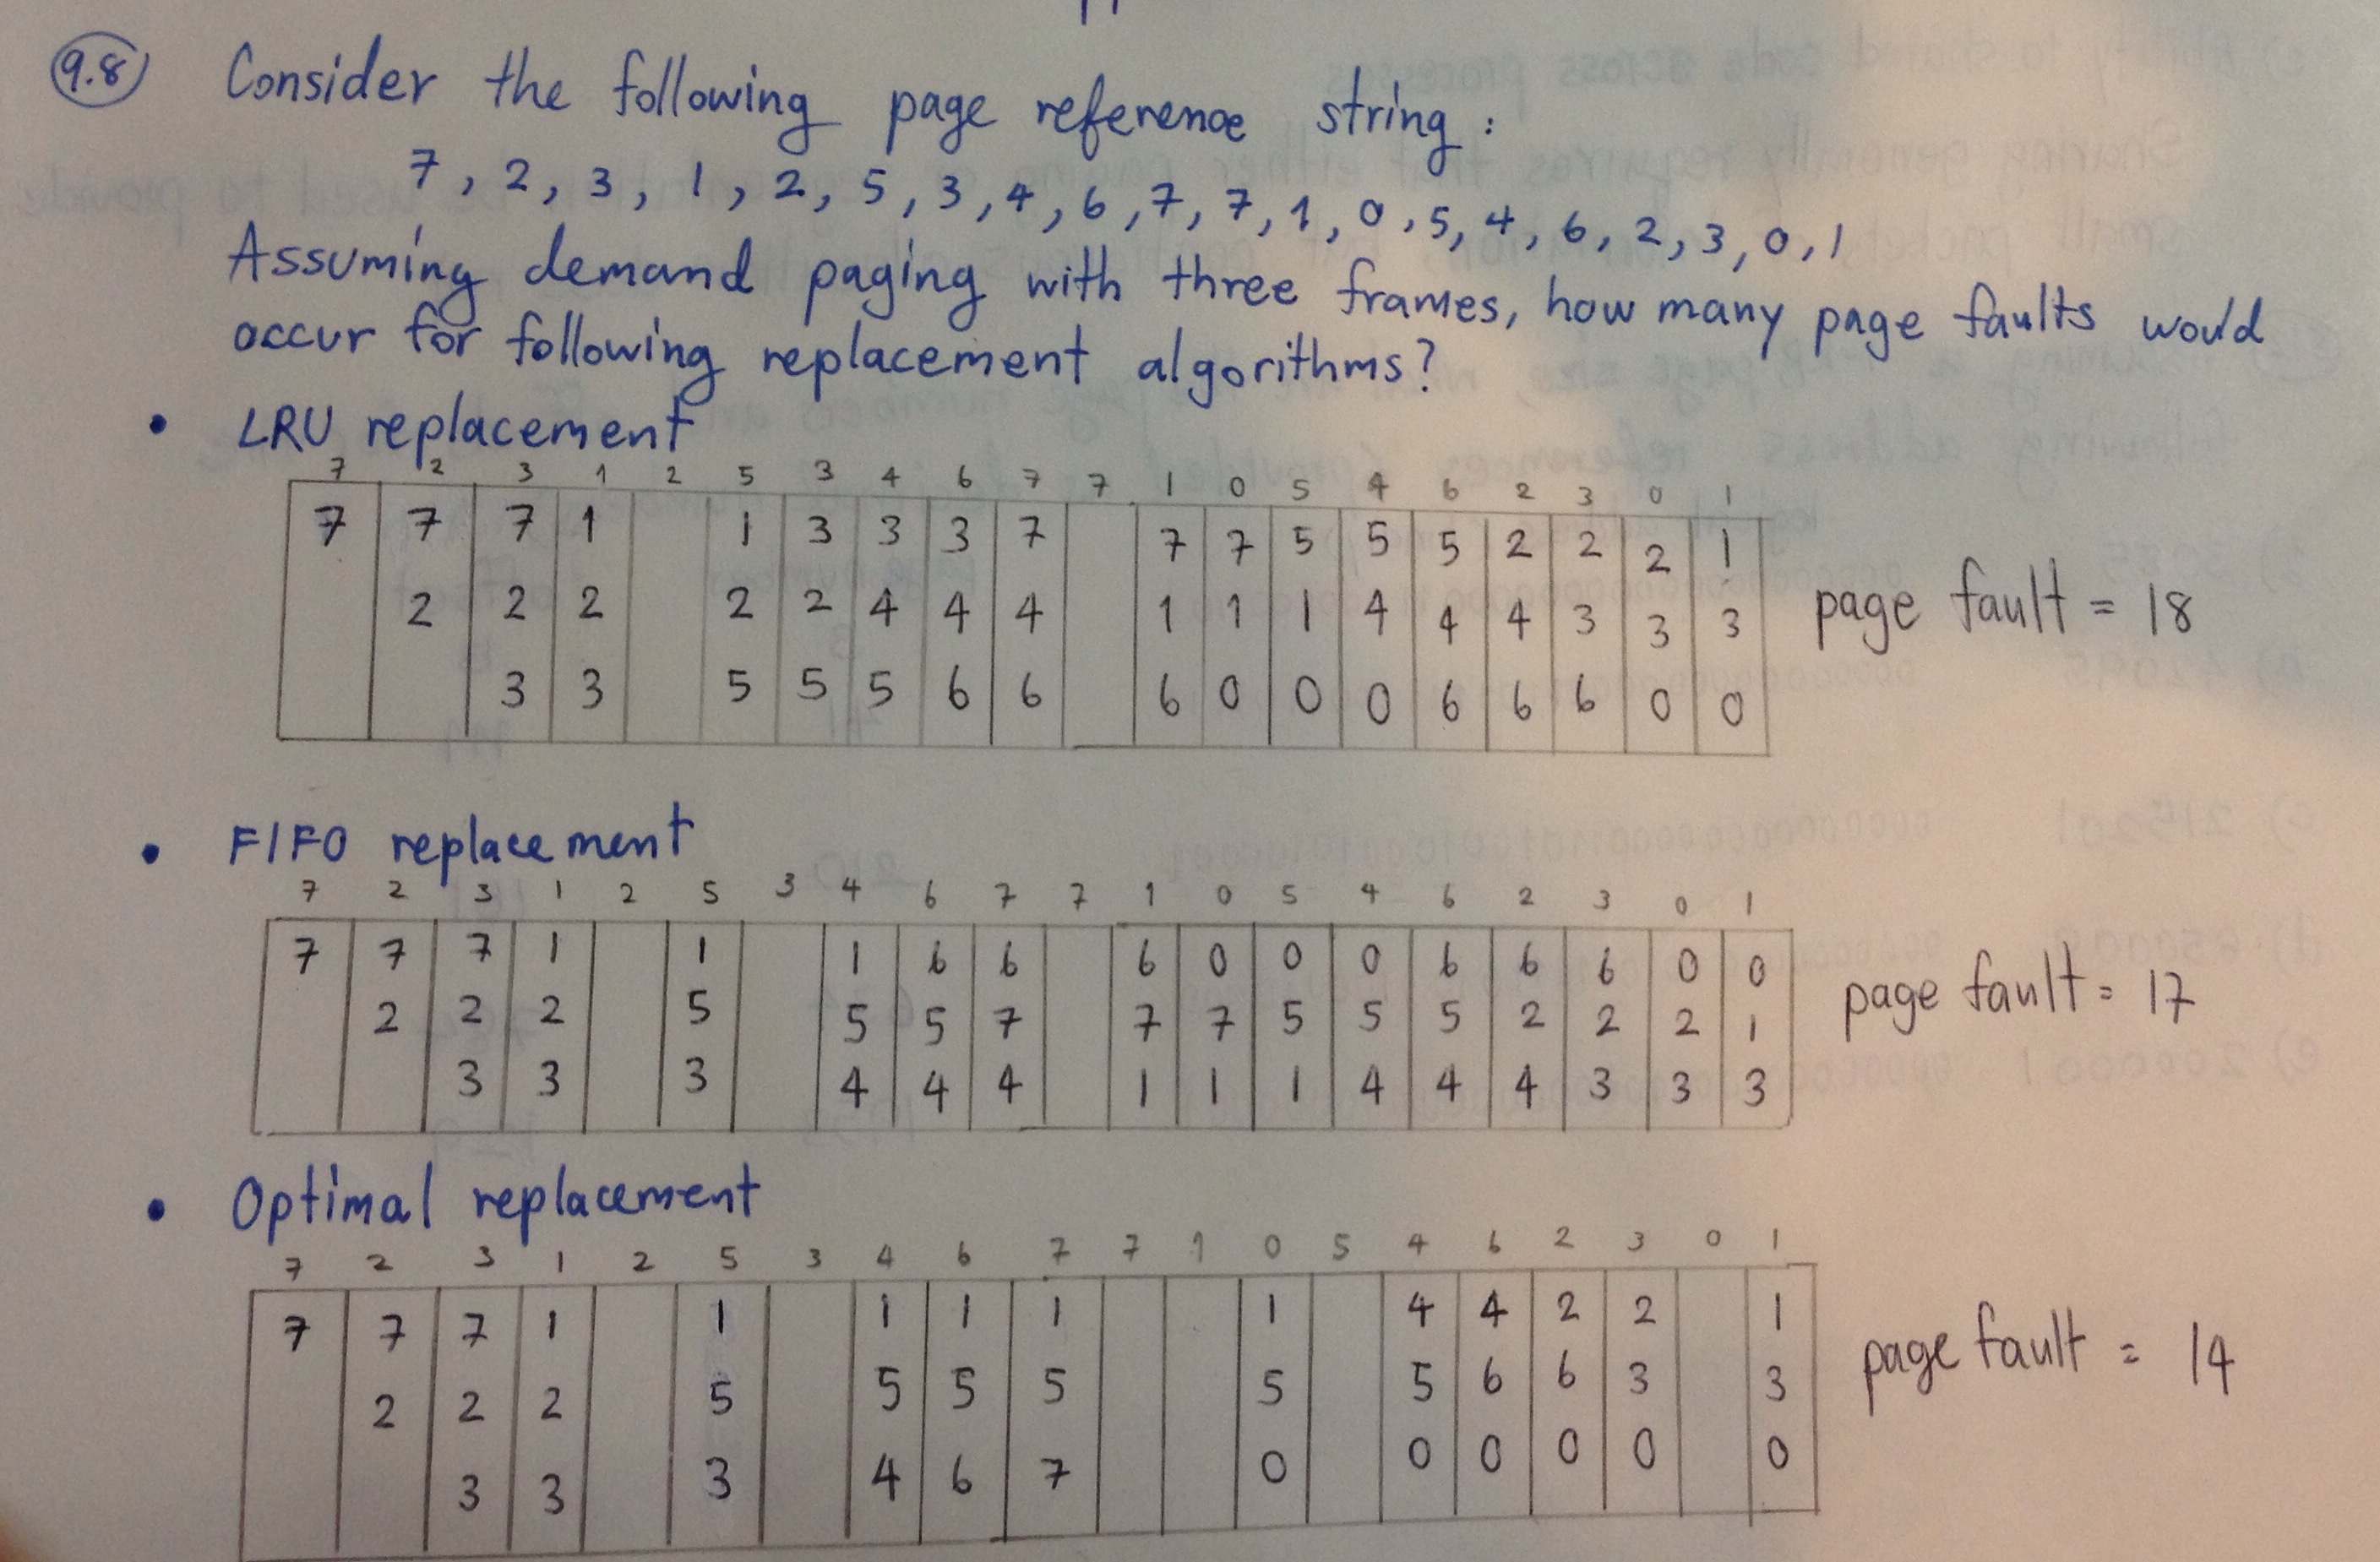 9.8 Consider the following page reference string :
7, 2, 3, 1, 2, 5, 3, 4, 6, 7, 7, 1, 0, 5, 4, 6, 2, 3, 0, 1
Assuming demand paging with three frames, how many page faults would
occur for following replacement algorithms?
• LRU replacement
7 2 3 1 2 5 3 4 6 7 7 1 0 5 4 6 2 3 0 1
7 7 7 1 1 3 3 3 7 7 7 5 5 5 2 2 2 1
2 2 2 2 2 4 4 4 1 1 1 4 4 4 3 3 3
3 3 5 5 5 6 6 6 0 0 0 6 6 6 0 0
page fault = 18
• FIFO replacement
7 2 3 1 2 5 3 4 6 7 7 1 0 5 4 6 2 3 0 1
7 7 7 1 1 1 6 6 6 0 0 0 6 6 6 0 0
2 2 2 5 5 5 7 7 7 5 5 5 2 2 2 1
3 3 3 4 4 4 1 1 1 4 4 4 3 3 3
page fault = 17
• Optimal replacement
7 2 3 1 2 5 3 4 6 7 7 1 0 5 4 6 2 3 0 1
7 7 7 1 1 1 1 1 1 4 4 2 2 1
2 2 2 5 5 5 5 5 5 6 6 3 3
3 3 3 4 6 7 0 0 0 0 0 0
page fault = 14